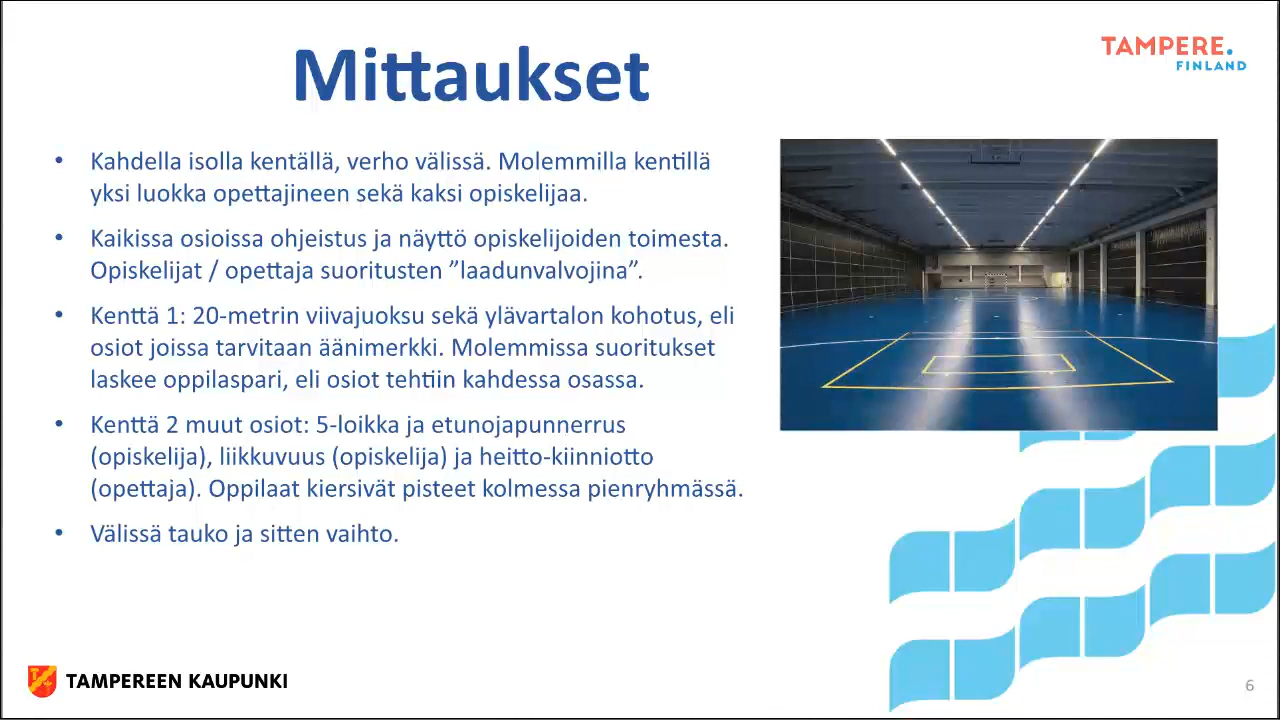 Mittaukset
TAMPERE.
FINLAND
• Kahdella isolla kentällä, verho välissä. Molemmilla kentillä
yksi luokka opettajineen sekä kaksi opiskelijaa.
• Kaikissa osioissa ohjeistus ja näyttö opiskelijoiden toimesta.
Opiskelijat / opettaja suoritusten ”laadunvalvojina”.
• Kenttä 1: 20-metrin viivajuoksu sekä ylävartalon kohotus, eli
osiot joissa tarvitaan äänimerkki. Molemmissa suoritukset
laskee oppilaspari, eli osiot tehtiin kahdessa osassa.
• Kenttä 2 muut osiot: 5-loikka ja etunojapunnerrus
(opiskelija), liikkuvuus (opiskelija) ja heitto-kiinniotto
(opettaja). Oppilaat kiersivät pisteet kolmessa pienryhmässä.
• Välissä tauko ja sitten vaihto.
TAMPEREEN KAUPUNKI
6